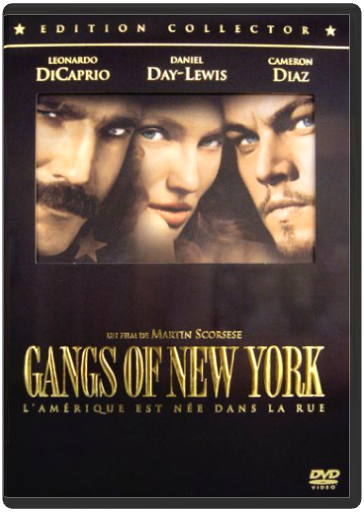 EDITION COLLECTOR
LEONARDO DICAPRIO
DANIEL DAY-LEWIS
CAMERON DIAZ
UN FILM DE MARTIN SCORSESE
GANGS OF NEW YORK
L'AMÉRIQUE EST NÉE DANS LA RUE
DVD
VIDEO